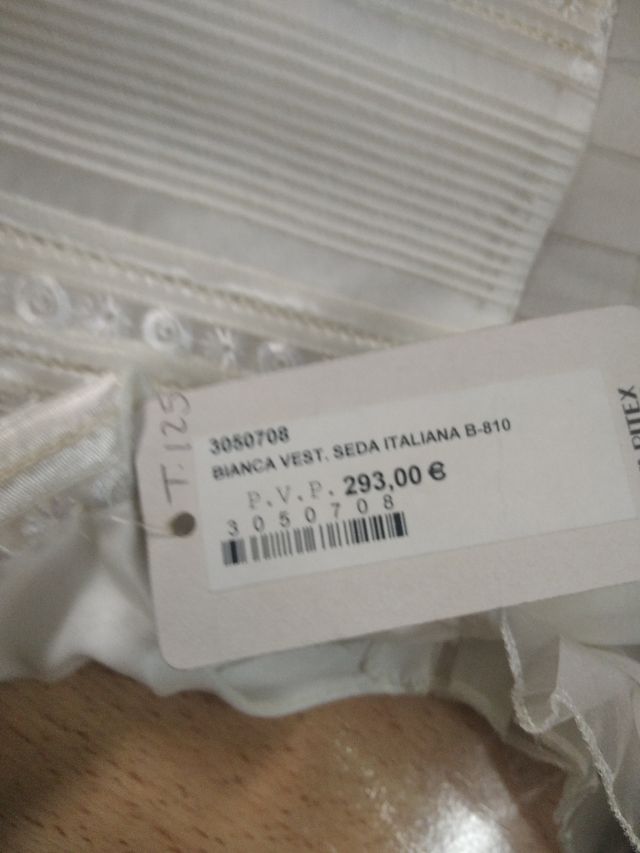 3050708
BIANCA VEST. SEDA ITALIANA B-810
P.V.P. 293,00 €
3050708
T.125